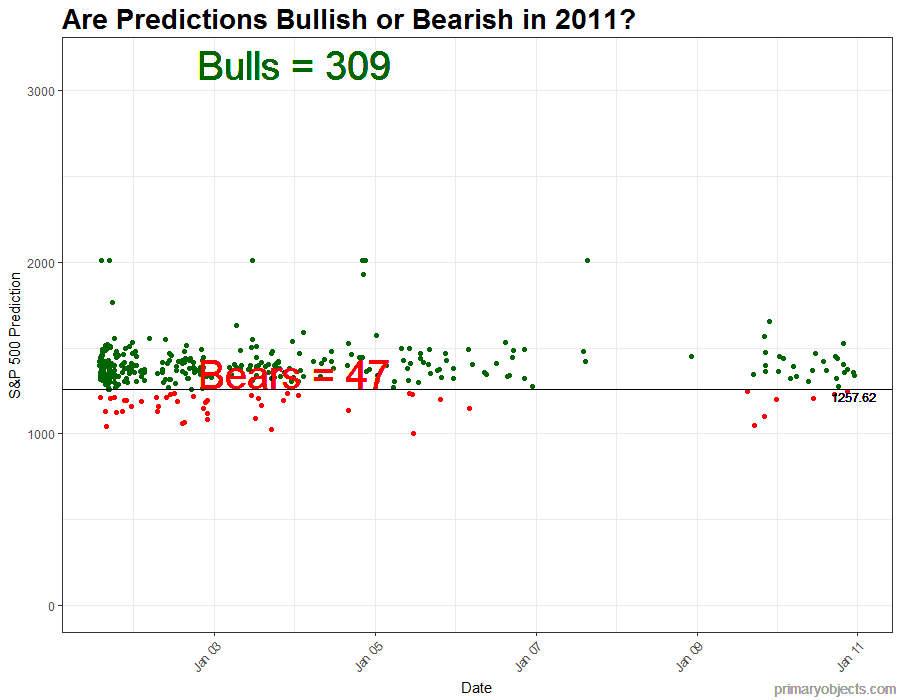 Are Predictions Bullish or Bearish in 2011?
Bulls = 309
3000
2000
Bears = 47
1257.62
1000
0
S&P 500 Prediction
Jan 03
Jan 05
Jan 07
Jan 09
Jan 11
Date
primaryobjects.com